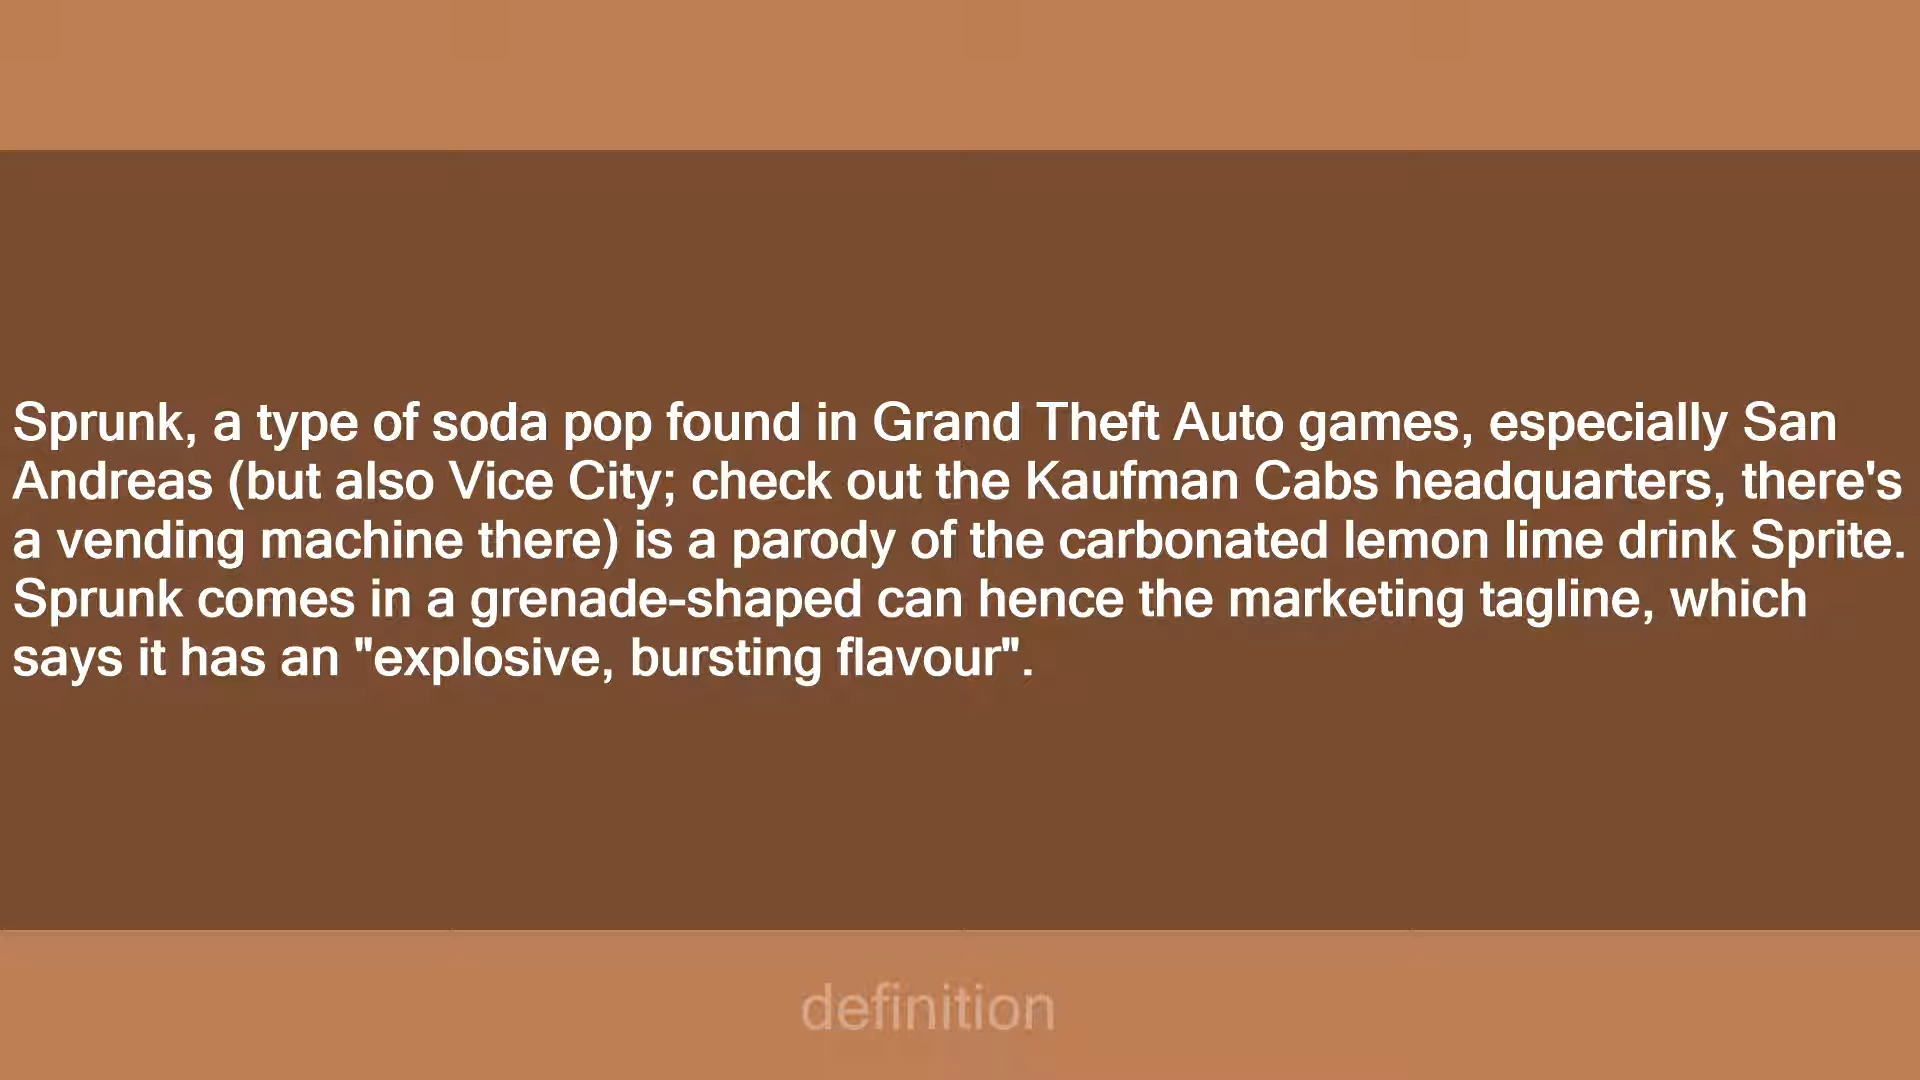 Sprunk, a type of soda pop found in Grand Theft Auto games, especially San
Andreas (but also Vice City; check out the Kaufman Cabs headquarters, there's
a vending machine there) is a parody of the carbonated lemon lime drink Sprite.
Sprunk comes in a grenade-shaped can hence the marketing tagline, which
says it has an "explosive, bursting flavour".
definition